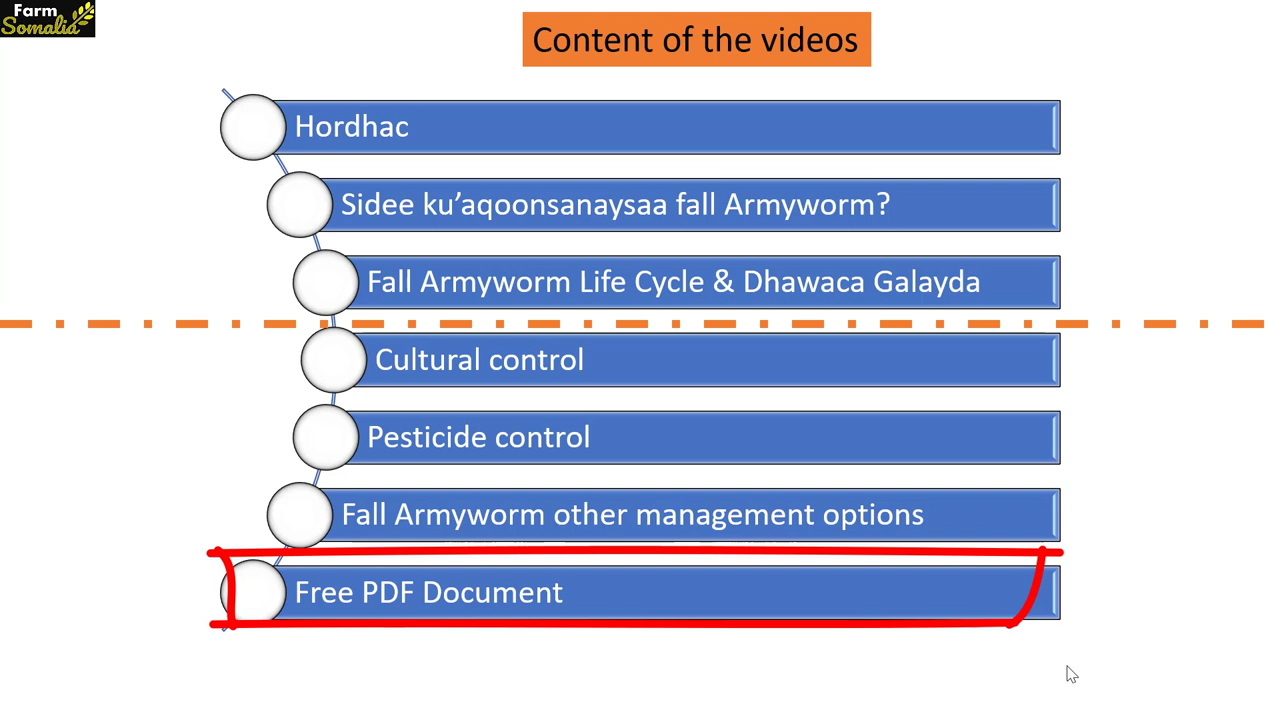 Farm
Somalia
Content of the videos
Hordhac
Sidee ku’aqoonsanaysaa fall Armyworm?
Fall Armyworm Life Cycle & Dhawaca Galayda
Cultural control
Pesticide control
Fall Armyworm other management options
Free PDF Document